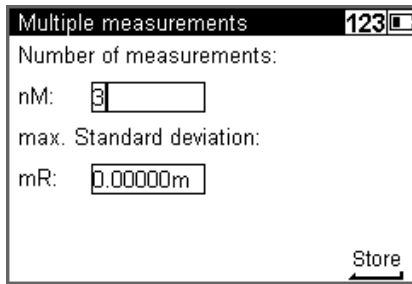 Multiple measurements 123
Number of measurements:
nM: 3
max. Standard deviation:
mR: 0.00000m
Store